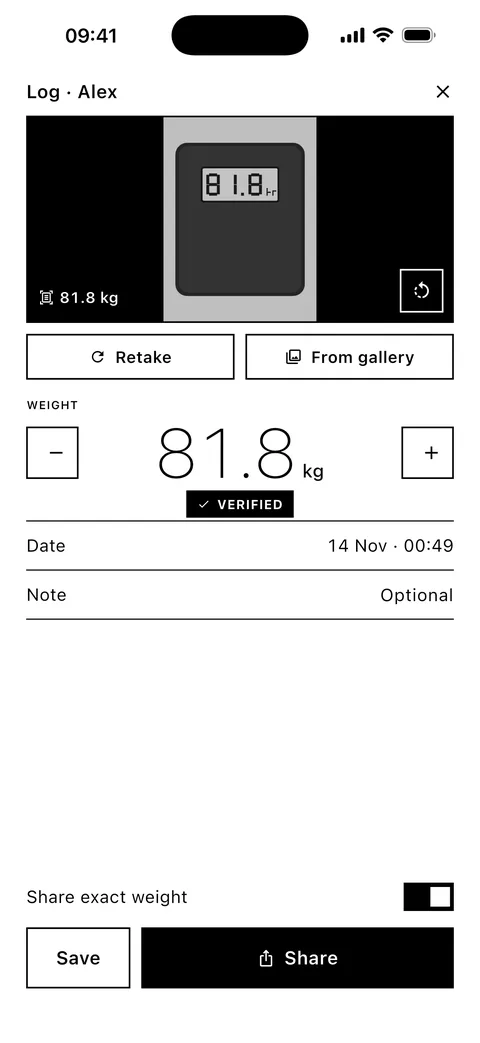 09:41
Log · Alex
81.8
81.8 kg
Retake
From gallery
WEIGHT
− 81.8 kg +
VERIFIED
Date 14 Nov · 00:49
Note Optional
Share exact weight
Save
Share